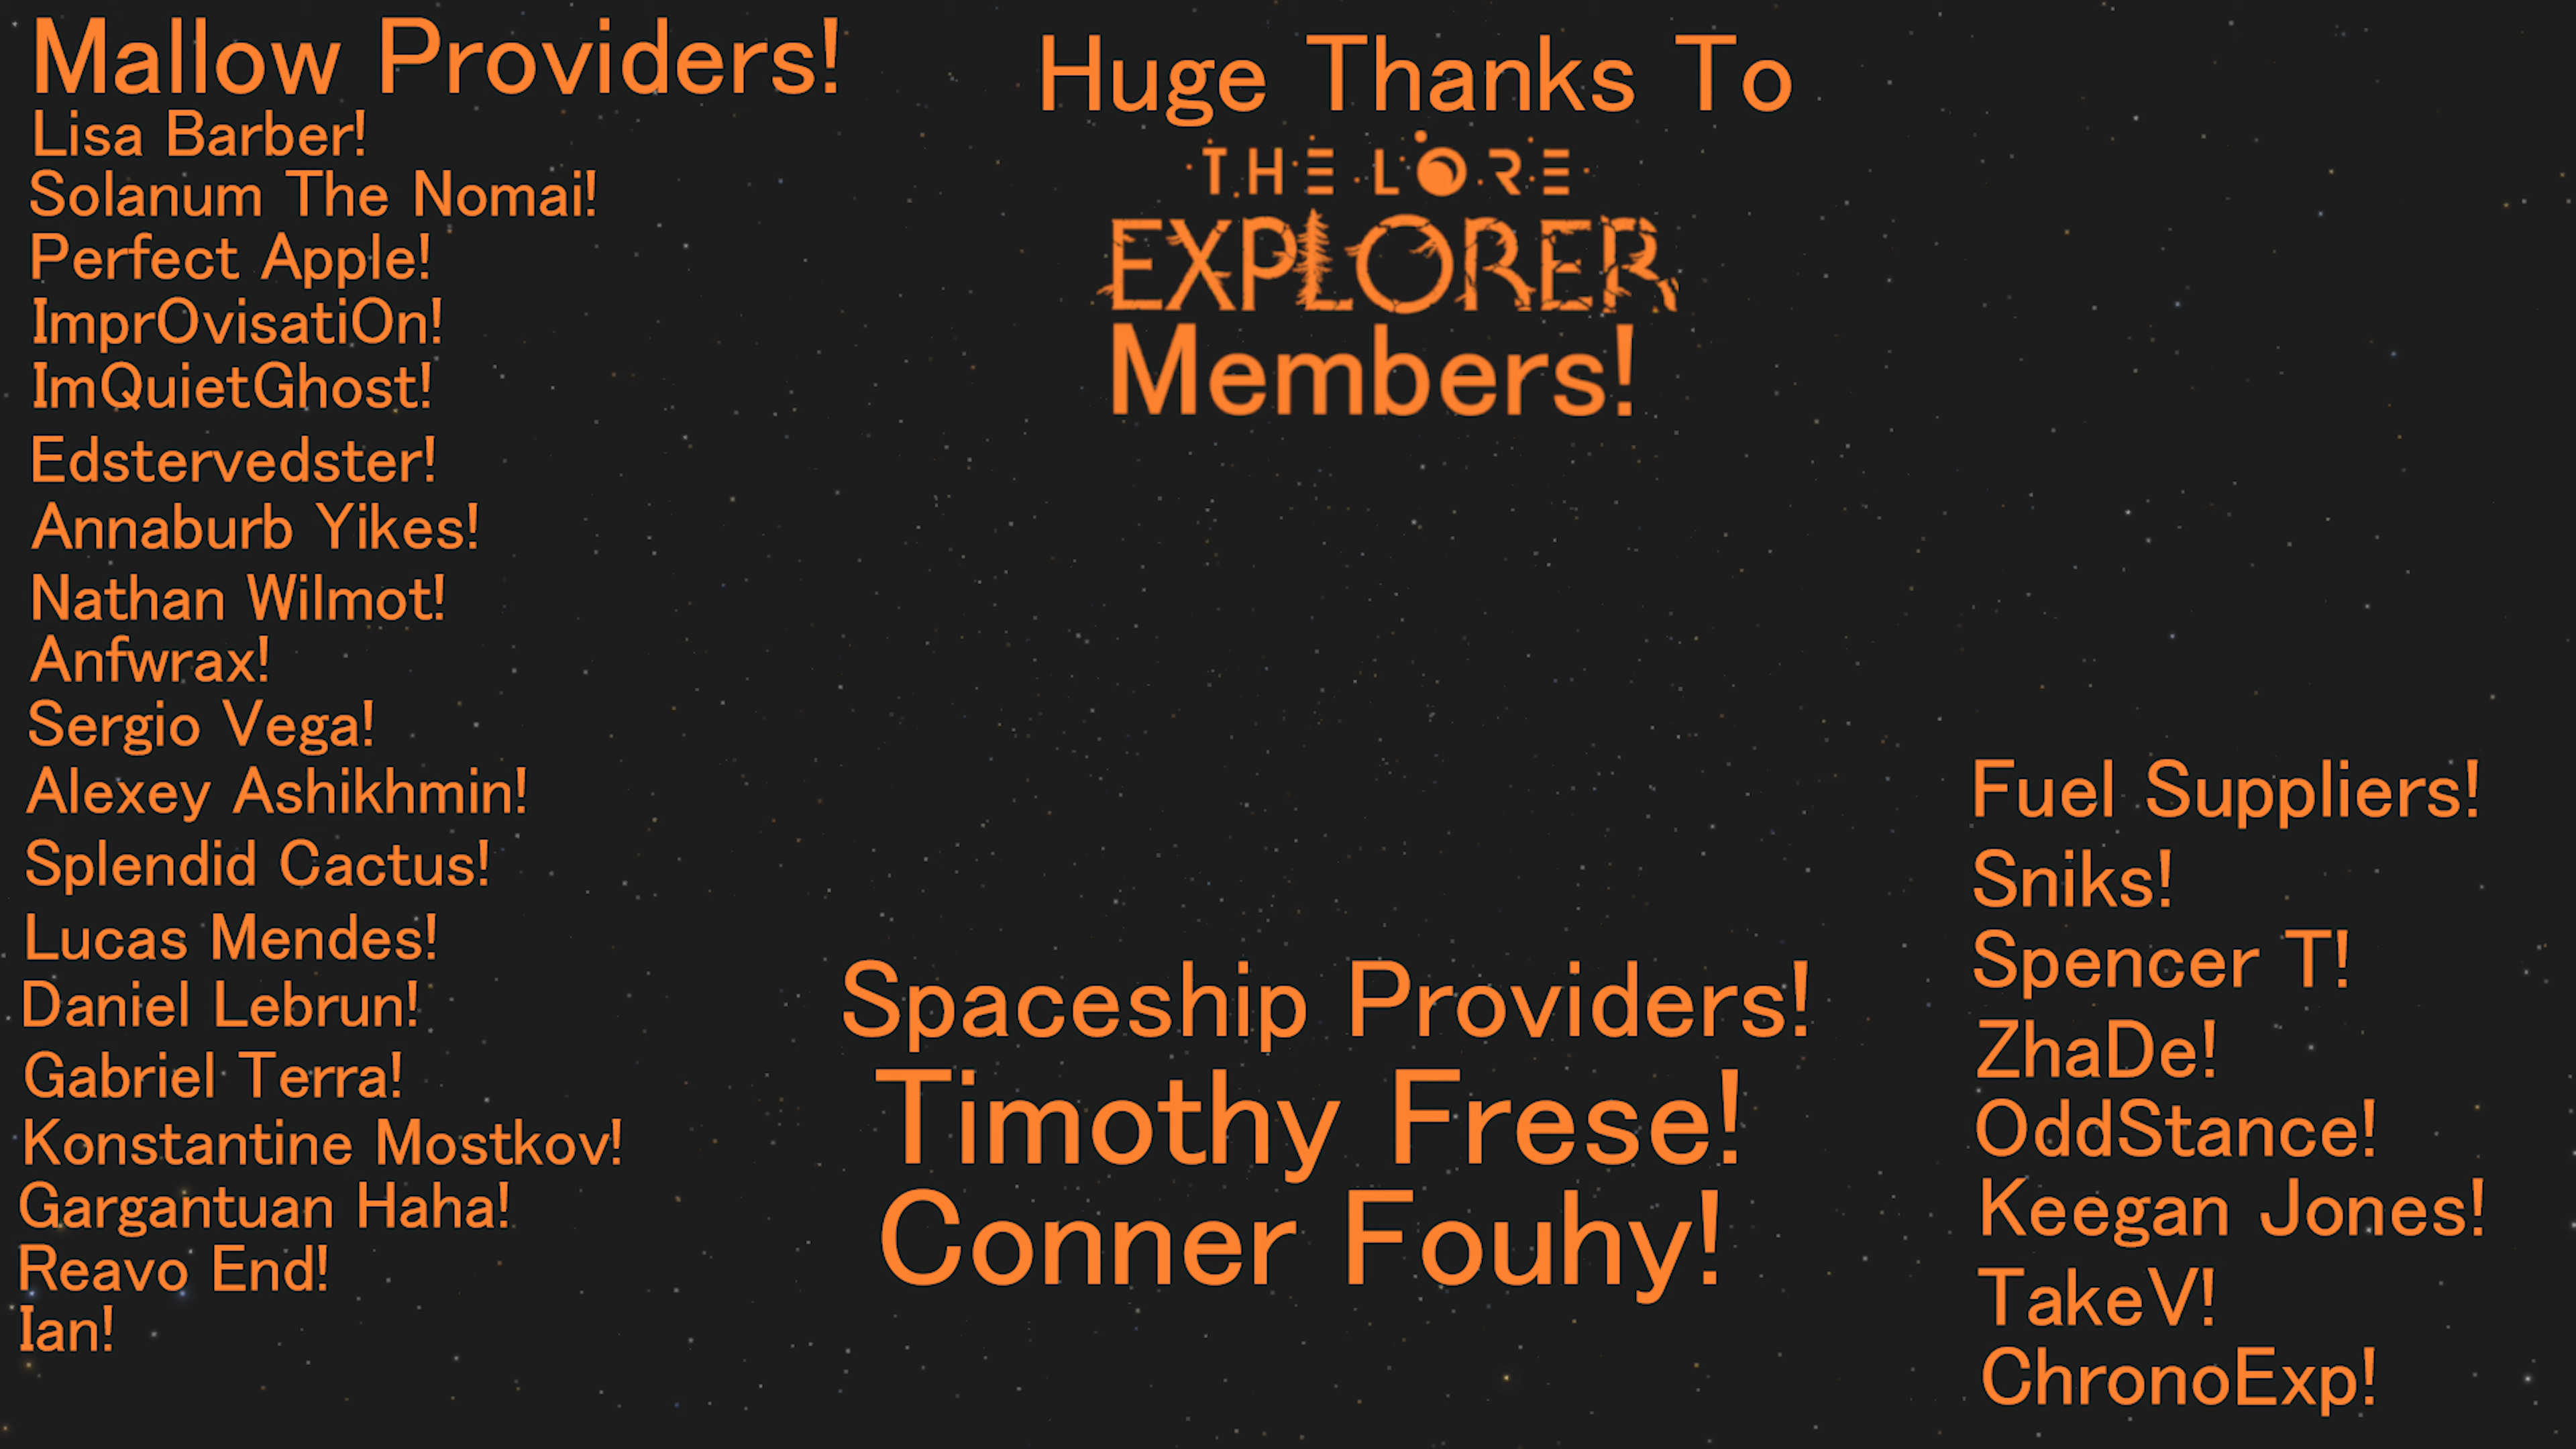 Mallow Providers!
Lisa Barber!
Solanum The Nomai!
Perfect Apple!
ImprOvisatiOn!
ImQuietGhost!
Edstervedster!
Annaburb Yikes!
Nathan Wilmot!
Anfwrax!
Sergio Vega!
Alexey Ashikhmin!
Splendid Cactus!
Lucas Mendes!
Daniel Lebrun!
Gabriel Terra!
Konstantine Mostkov!
Gargantuan Haha!
Reavo End!
Ian!
Huge Thanks To
THE LORE
EXPLORER
Members!
Spaceship Providers!
Timothy Frese!
Conner Fouhy!
Fuel Suppliers!
Sniks!
Spencer T!
ZhaDe!
OddStance!
Keegan Jones!
TakeV!
ChronoExp!